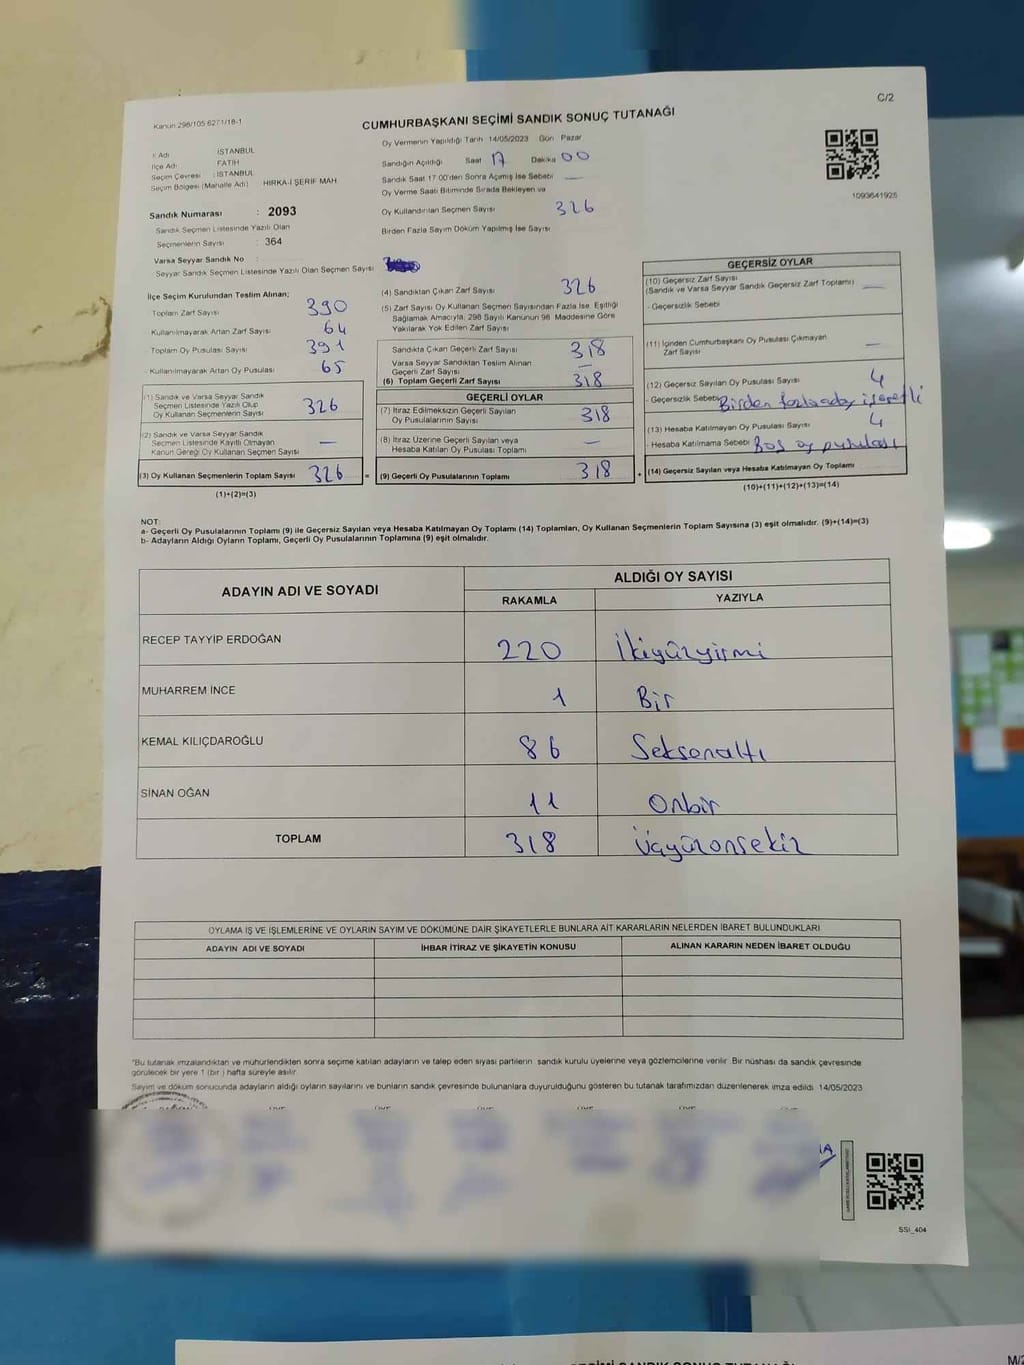 C/2
Kanun 298/105 6271/18-1
CUMHURBAŞKANI SEÇİMİ SANDIK SONUÇ TUTANAĞI
İl Adı : İSTANBUL
İlçe Adı : FATİH
Seçim Çevresi : İSTANBUL
Seçim Bölgesi (Mahalle Adı) HIRKA-İ ŞERİF MAH
Sandık Numarası : 2093
Sandık Seçmen Listesinde Yazılı Olan
Seçmenlerin Sayısı : 364
Varsa Seyyar Sandık No :
Seyyar Sandık Seçmen Listesinde Yazılı Olan Seçmen Sayısı
Oy Vermenin Yapıldığı Tarih 14/05/2023 Gün Pazar
Sandığın Açıldığı Saat 17 Dakika 00
Sandık Saat 17.00'den Sonra Açılmış İse Sebebi —
Oy Verme Saati Bitiminde Sırada Bekleyen ve
Oy Kullandırılan Seçmen Sayısı 326
Birden Fazla Sayım Döküm Yapılmış İse Sayısı
1093641925
İlçe Seçim Kurulundan Teslim Alınan;
Toplam Zarf Sayısı 390
- Kullanılmayarak Artan Zarf Sayısı 64
Toplam Oy Pusulası Sayısı 391
- Kullanılmayarak Artan Oy Pusulası 65
(1) Sandık ve Varsa Seyyar Sandık
Seçmen Listesinde Yazılı Olup
Oy Kullanan Seçmenlerin Sayısı 326
(2) Sandık ve Varsa Seyyar Sandık
Seçmen Listesinde Kayıtlı Olmayan
Kanun Gereği Oy Kullanan Seçmen Sayısı —
(3) Oy Kullanan Seçmenlerin Toplam Sayısı 326 =
(1)+(2)=(3)
(4) Sandıktan Çıkan Zarf Sayısı 326
(5) Zarf Sayısı Oy Kullanan Seçmen Sayısından Fazla İse, Eşitliği
Sağlamak Amacıyla, 298 Sayılı Kanunun 98. Maddesine Göre
Yakılarak Yok Edilen Zarf Sayısı
Sandıkta Çıkan Geçerli Zarf Sayısı 318
Varsa Seyyar Sandıktan Teslim Alınan
Geçerli Zarf Sayısı —
(6) Toplam Geçerli Zarf Sayısı 318
GEÇERLİ OYLAR
(7) İtiraz Edilmeksizin Geçerli Sayılan
Oy Pusulalarının Sayısı 318
(8) İtiraz Üzerine Geçerli Sayılan veya
Hesaba Katılan Oy Pusulası Toplamı —
(9) Geçerli Oy Pusulalarının Toplamı 318 +
GEÇERSİZ OYLAR
(10) Geçersiz Zarf Sayısı
(Sandık ve Varsa Seyyar Sandık Geçersiz Zarf Toplamı) —
- Geçersizlik Sebebi
(11) İçinden Cumhurbaşkanı Oy Pusulası Çıkmayan
Zarf Sayısı —
(12) Geçersiz Sayılan Oy Pusulası Sayısı 4
- Geçersizlik Sebebi Birden fazla aday işaretli
(13) Hesaba Katılmayan Oy Pusulası Sayısı 4
- Hesaba Katılmama Sebebi Boş oy pusulası
(14) Geçersiz Sayılan veya Hesaba Katılmayan Oy Toplamı
(10)+(11)+(12)+(13)=(14)
NOT:
a- Geçerli Oy Pusulalarının Toplamı (9) ile Geçersiz Sayılan veya Hesaba Katılmayan Oy Toplamı (14) Toplamları, Oy Kullanan Seçmenlerin Toplam Sayısına (3) eşit olmalıdır. (9)+(14)=(3)
b- Adayların Aldığı Oyların Toplamı, Geçerli Oy Pusulalarının Toplamına (9) eşit olmalıdır.
ADAYIN ADI VE SOYADI ALDIĞI OY SAYISI
RAKAMLA YAZIYLA
RECEP TAYYİP ERDOĞAN 220 İkiyüzyirmi
MUHARREM İNCE 1 Bir
KEMAL KILIÇDAROĞLU 86 Seksenaltı
SİNAN OĞAN 11 Onbir
TOPLAM 318 Üçyüzonsekiz
OYLAMA İŞ VE İŞLEMLERİNE VE OYLARIN SAYIM VE DÖKÜMÜNE DAİR ŞİKAYETLERLE BUNLARA AİT KARARLARIN NELERDEN İBARET BULUNDUKLARI
ADAYIN ADI VE SOYADI İHBAR İTİRAZ VE ŞİKAYETİN KONUSU ALINAN KARARIN NEDEN İBARET OLDUĞU
*Bu tutanak imzalandıktan ve mühürlendikten sonra seçime katılan adayların ve talep eden siyasi partilerin sandık kurulu üyelerine veya gözlemcilerine verilir. Bir nüshası da sandık çevresinde
görülecek bir yere 1 (bir) hafta süreyle asılır.
Sayım ve döküm sonucunda adayların aldığı oyların sayılarını ve bunların sandık çevresinde bulunanlara duyurulduğunu gösteren bu tutanak tarafımızdan düzenlenerek imza edildi. 14/05/2023
SSI_404